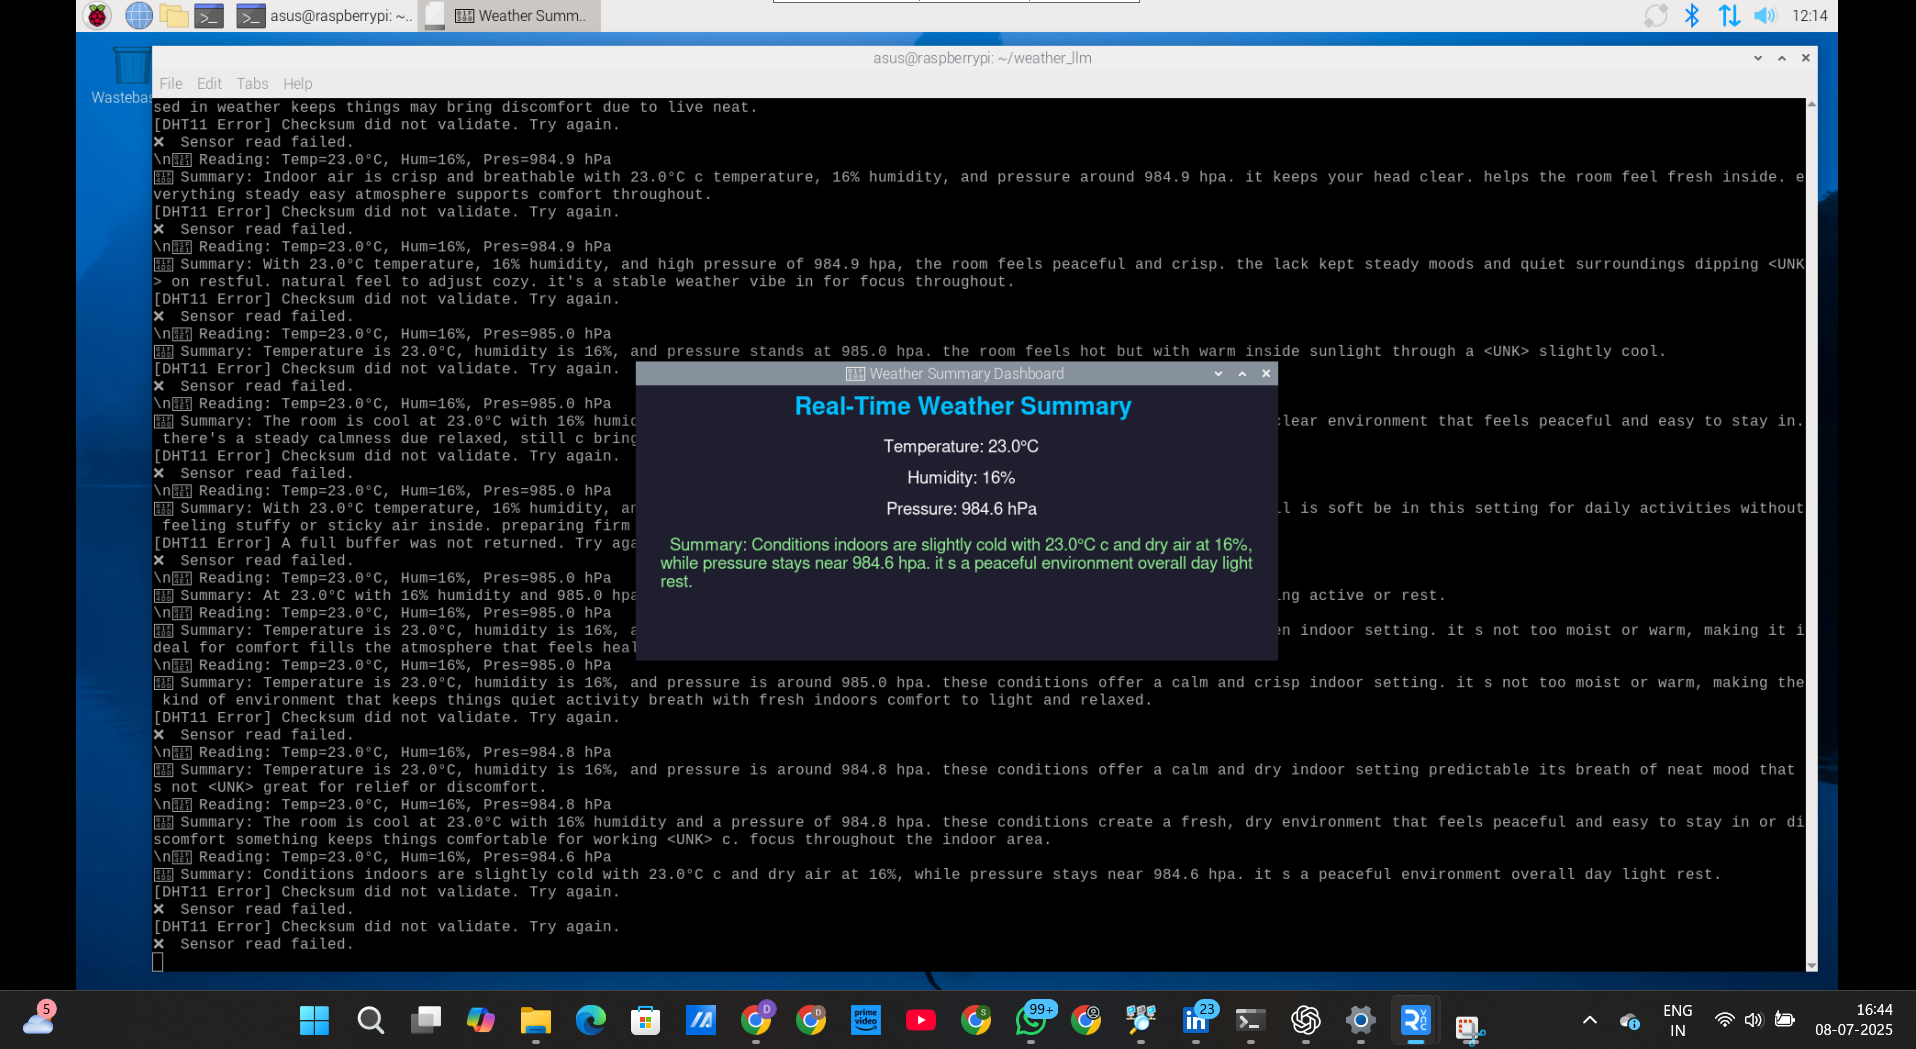 asus@raspberrypi: ~..
Weather Summ..
12:14
asus@raspberrypi: ~/weather_llm
File Edit Tabs Help
Wasteba
sed in weather keeps things may bring discomfort due to live neat.
[DHT11 Error] Checksum did not validate. Try again.
❌ Sensor read failed.
\n Reading: Temp=23.0°C, Hum=16%, Pres=984.9 hPa
Summary: Indoor air is crisp and breathable with 23.0°C c temperature, 16% humidity, and pressure around 984.9 hpa. it keeps your head clear. helps the room feel fresh inside. e
verything steady easy atmosphere supports comfort throughout.
[DHT11 Error] Checksum did not validate. Try again.
❌ Sensor read failed.
\n Reading: Temp=23.0°C, Hum=16%, Pres=984.9 hPa
Summary: With 23.0°C temperature, 16% humidity, and high pressure of 984.9 hpa, the room feels peaceful and crisp. the lack kept steady moods and quiet surroundings dipping <UNK
> on restful. natural feel to adjust cozy. it's a stable weather vibe in for focus throughout.
[DHT11 Error] Checksum did not validate. Try again.
❌ Sensor read failed.
\n Reading: Temp=23.0°C, Hum=16%, Pres=985.0 hPa
Summary: Temperature is 23.0°C, humidity is 16%, and pressure stands at 985.0 hpa. the room feels hot but with warm inside sunlight through a <UNK> slightly cool.
[DHT11 Error] Checksum did not validate. Try again.
❌ Sensor read failed.
\n Reading: Temp=23.0°C, Hum=16%, Pres=985.0 hPa
Summary: The room is cool at 23.0°C with 16% humid clear environment that feels peaceful and easy to stay in.
there's a steady calmness due relaxed, still c bring
[DHT11 Error] Checksum did not validate. Try again.
❌ Sensor read failed.
\n Reading: Temp=23.0°C, Hum=16%, Pres=985.0 hPa
Summary: With 23.0°C temperature, 16% humidity, an l is soft be in this setting for daily activities without
feeling stuffy or sticky air inside. preparing firm
[DHT11 Error] A full buffer was not returned. Try aga
❌ Sensor read failed.
\n Reading: Temp=23.0°C, Hum=16%, Pres=985.0 hPa
Summary: At 23.0°C with 16% humidity and 985.0 hpa ng active or rest.
\n Reading: Temp=23.0°C, Hum=16%, Pres=985.0 hPa
Summary: Temperature is 23.0°C, humidity is 16%, a en indoor setting. it s not too moist or warm, making it i
deal for comfort fills the atmosphere that feels heal
\n Reading: Temp=23.0°C, Hum=16%, Pres=985.0 hPa
Summary: Temperature is 23.0°C, humidity is 16%, and pressure is around 985.0 hpa. these conditions offer a calm and crisp indoor setting. it s not too moist or warm, making the
kind of environment that keeps things quiet activity breath with fresh indoors comfort to light and relaxed.
[DHT11 Error] Checksum did not validate. Try again.
❌ Sensor read failed.
\n Reading: Temp=23.0°C, Hum=16%, Pres=984.8 hPa
Summary: Temperature is 23.0°C, humidity is 16%, and pressure is around 984.8 hpa. these conditions offer a calm and dry indoor setting predictable its breath of neat mood that
s not <UNK> great for relief or discomfort.
\n Reading: Temp=23.0°C, Hum=16%, Pres=984.8 hPa
Summary: The room is cool at 23.0°C with 16% humidity and a pressure of 984.8 hpa. these conditions create a fresh, dry environment that feels peaceful and easy to stay in or di
scomfort something keeps things comfortable for working <UNK> c. focus throughout the indoor area.
\n Reading: Temp=23.0°C, Hum=16%, Pres=984.6 hPa
Summary: Conditions indoors are slightly cold with 23.0°C c and dry air at 16%, while pressure stays near 984.6 hpa. it s a peaceful environment overall day light rest.
[DHT11 Error] Checksum did not validate. Try again.
❌ Sensor read failed.
[DHT11 Error] Checksum did not validate. Try again.
❌ Sensor read failed.
Weather Summary Dashboard
Real-Time Weather Summary
Temperature: 23.0°C
Humidity: 16%
Pressure: 984.6 hPa
Summary: Conditions indoors are slightly cold with 23.0°C c and dry air at 16%,
while pressure stays near 984.6 hpa. it s a peaceful environment overall day light
rest.
5
D
D
prime video
S
99+
in 23
ENG
IN
16:44
08-07-2025